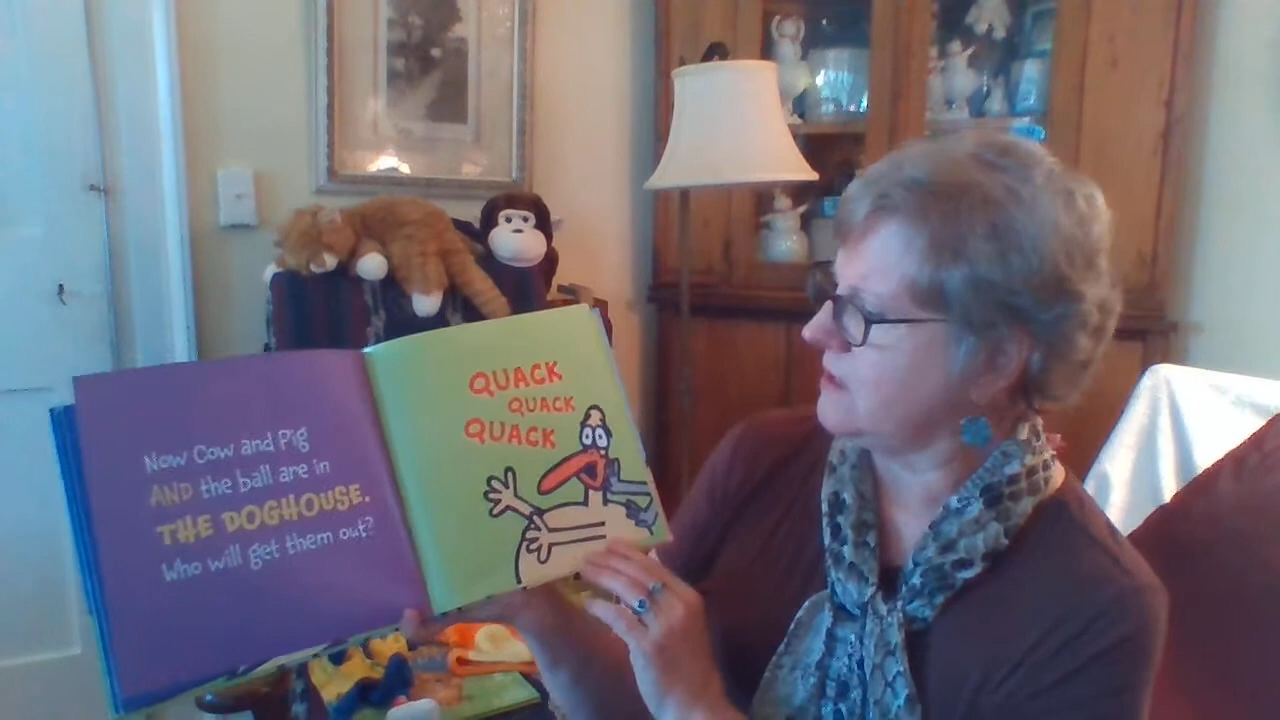 Now Cow and Pig
AND the ball are in
THE DOGHOUSE.
Who will get them out?
QUACK
QUACK
QUACK